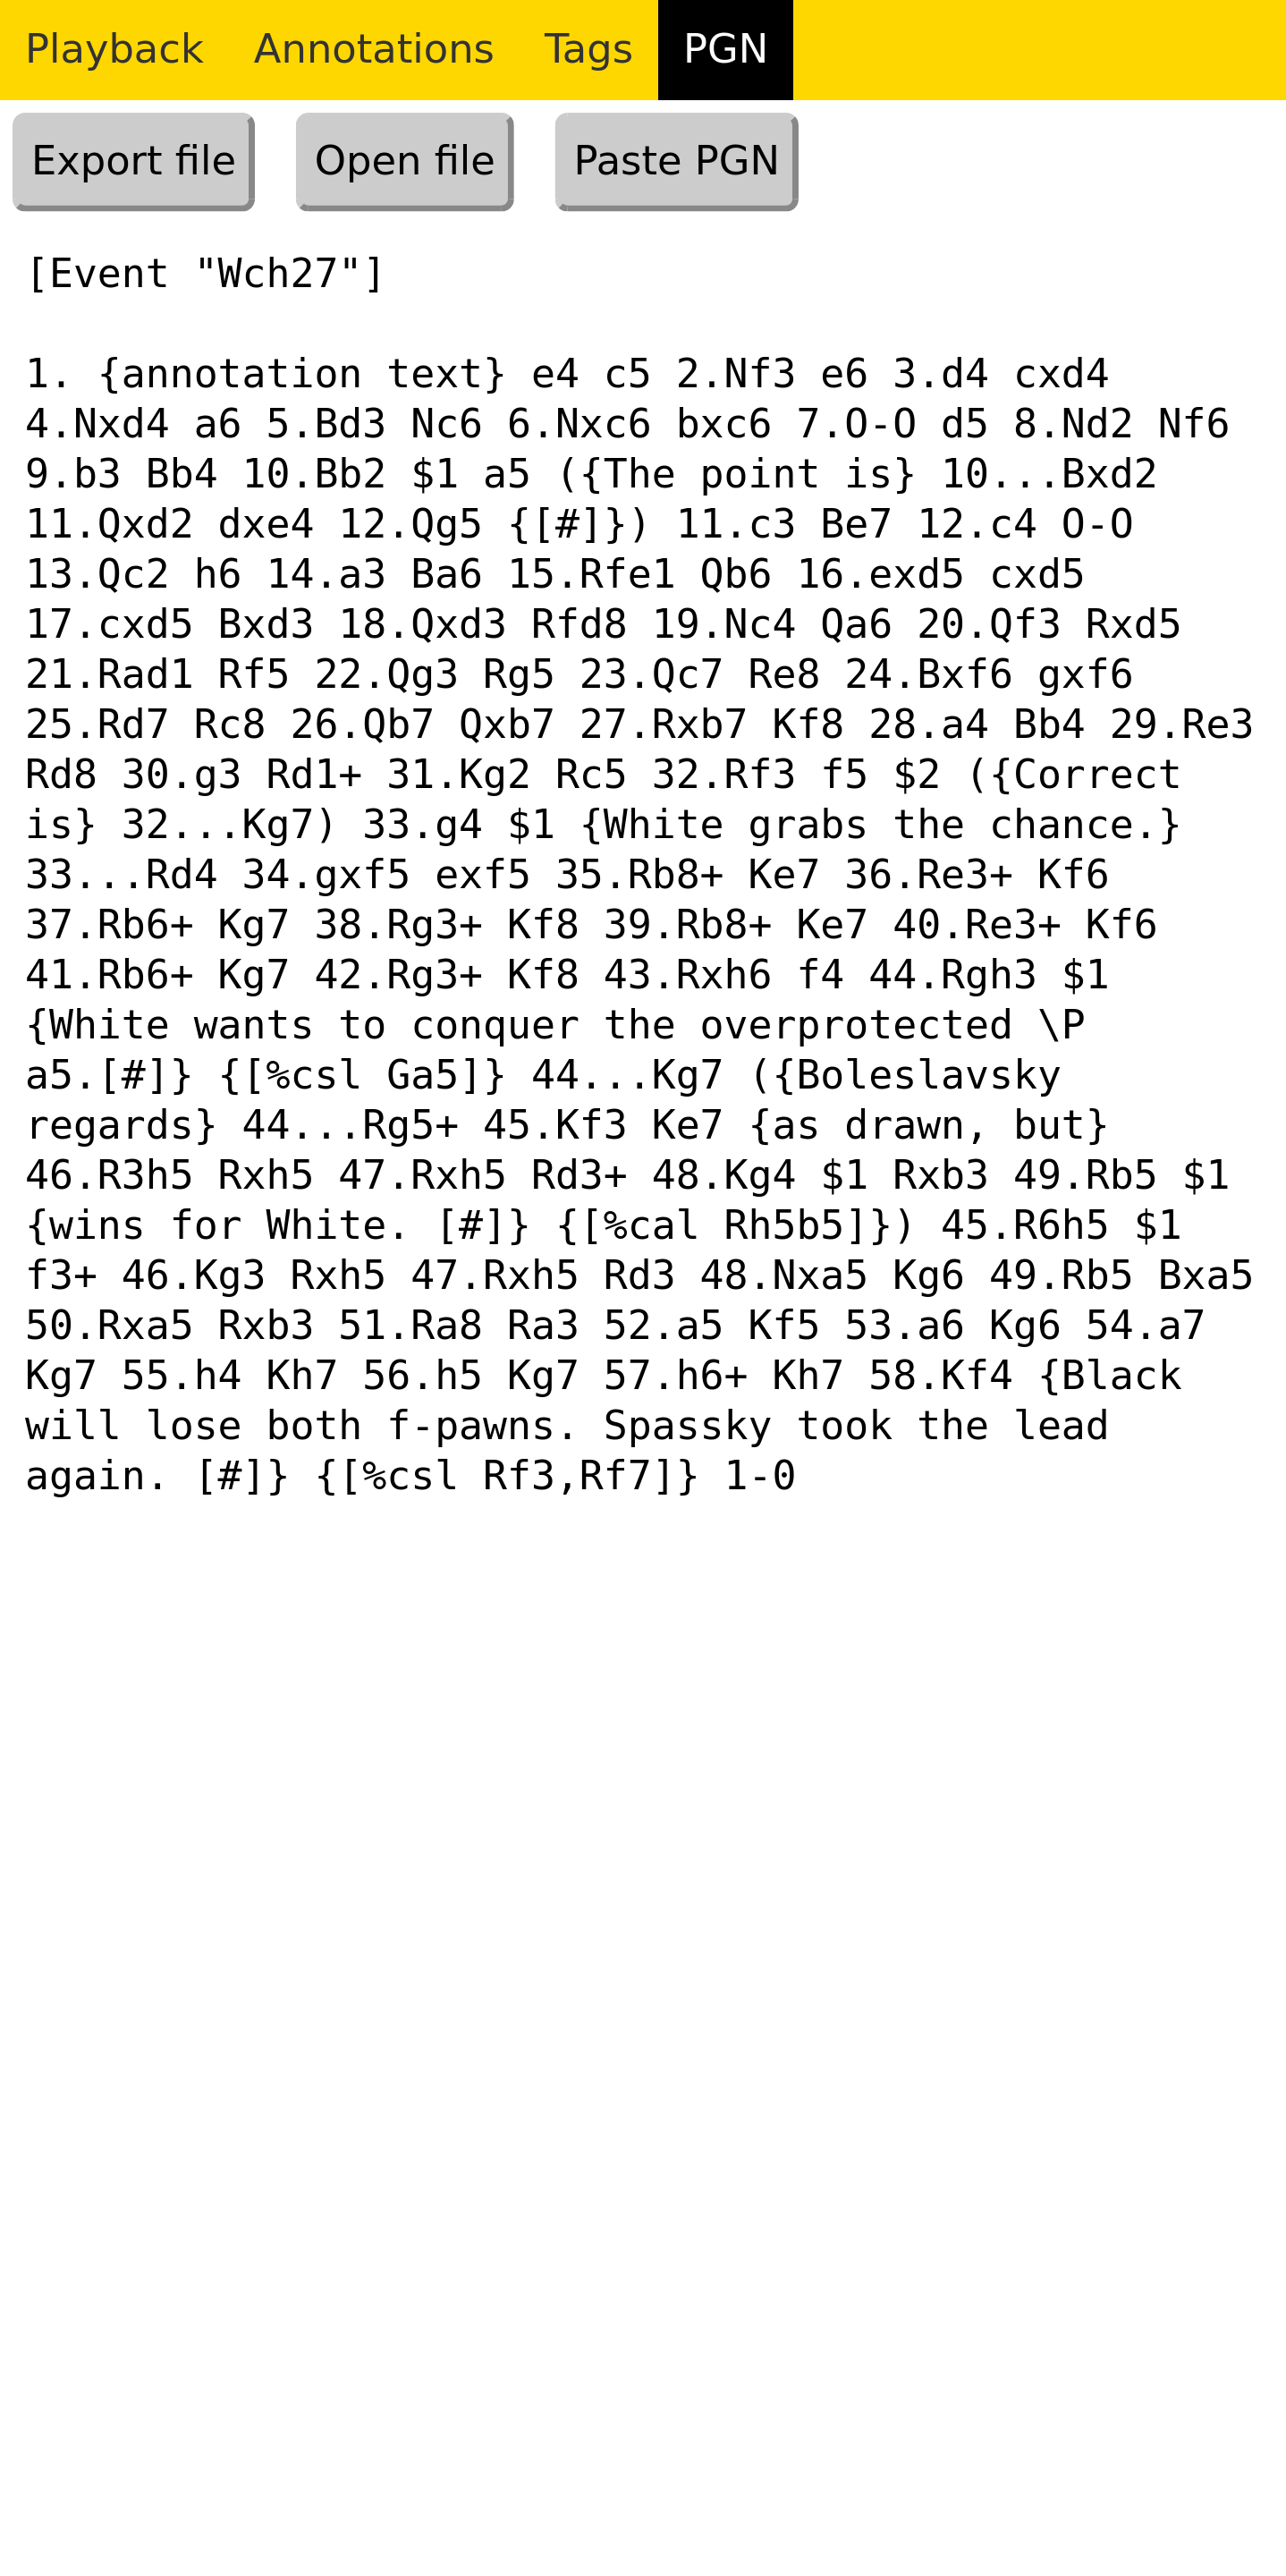 Playback Annotations Tags PGN
Export file Open file Paste PGN
[Event "Wch27"]
1. {annotation text} e4 c5 2.Nf3 e6 3.d4 cxd4
4.Nxd4 a6 5.Bd3 Nc6 6.Nxc6 bxc6 7.O-O d5 8.Nd2 Nf6
9.b3 Bb4 10.Bb2 $1 a5 ({The point is} 10...Bxd2
11.Qxd2 dxe4 12.Qg5 {[#]}) 11.c3 Be7 12.c4 O-O
13.Qc2 h6 14.a3 Ba6 15.Rfe1 Qb6 16.exd5 cxd5
17.cxd5 Bxd3 18.Qxd3 Rfd8 19.Nc4 Qa6 20.Qf3 Rxd5
21.Rad1 Rf5 22.Qg3 Rg5 23.Qc7 Re8 24.Bxf6 gxf6
25.Rd7 Rc8 26.Qb7 Qxb7 27.Rxb7 Kf8 28.a4 Bb4 29.Re3
Rd8 30.g3 Rd1+ 31.Kg2 Rc5 32.Rf3 f5 $2 ({Correct
is} 32...Kg7) 33.g4 $1 {White grabs the chance.}
33...Rd4 34.gxf5 exf5 35.Rb8+ Ke7 36.Re3+ Kf6
37.Rb6+ Kg7 38.Rg3+ Kf8 39.Rb8+ Ke7 40.Re3+ Kf6
41.Rb6+ Kg7 42.Rg3+ Kf8 43.Rxh6 f4 44.Rgh3 $1
{White wants to conquer the overprotected \P
a5.[#]} {[%csl Ga5]} 44...Kg7 ({Boleslavsky
regards} 44...Rg5+ 45.Kf3 Ke7 {as drawn, but}
46.R3h5 Rxh5 47.Rxh5 Rd3+ 48.Kg4 $1 Rxb3 49.Rb5 $1
{wins for White. [#]} {[%cal Rh5b5]}) 45.R6h5 $1
f3+ 46.Kg3 Rxh5 47.Rxh5 Rd3 48.Nxa5 Kg6 49.Rb5 Bxa5
50.Rxa5 Rxb3 51.Ra8 Ra3 52.a5 Kf5 53.a6 Kg6 54.a7
Kg7 55.h4 Kh7 56.h5 Kg7 57.h6+ Kh7 58.Kf4 {Black
will lose both f-pawns. Spassky took the lead
again. [#]} {[%csl Rf3,Rf7]} 1-0